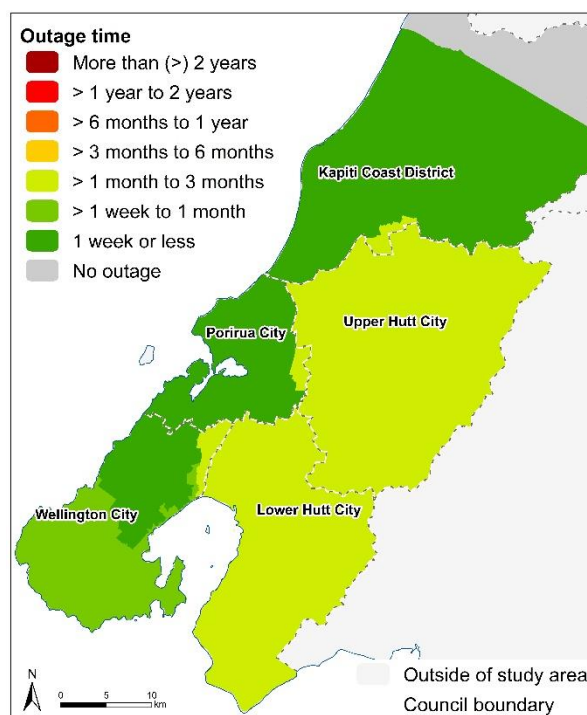 Outage time
More than (>) 2 years
> 1 year to 2 years
> 6 months to 1 year
> 3 months to 6 months
> 1 month to 3 months
> 1 week to 1 month
1 week or less
No outage
Kapiti Coast District
Porirua City
Upper Hutt City
Wellington City
Lower Hutt City
N
0 5 10
km
Outside of study area
Council boundary